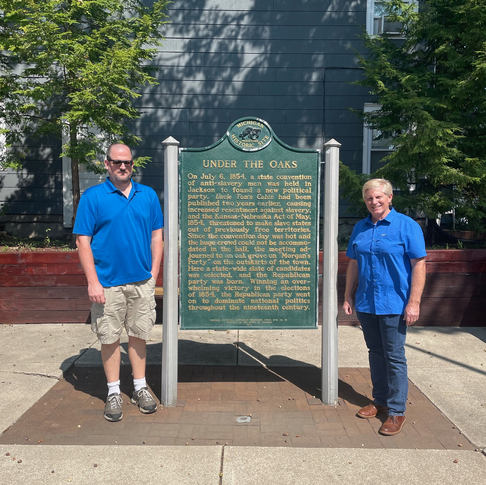 MICHIGAN
HISTORIC SITE
UNDER THE OAKS
On July 6, 1854, a state convention
of anti-slavery men was held in
Jackson to found a new political
party. Uncle Tom's Cabin had been
published two years earlier, causing
increased resentment against slavery,
and the Kansas-Nebraska Act of May,
1854, threatened to make slave states
out of previously free territories.
Since the convention day was hot and
the huge crowd could not be accommo-
dated in the hall, the meeting ad-
journed to an oak grove on "Morgan's
Forty" on the outskirts of the town.
Here a state-wide slate of candidates
was selected, and the Republican
party was born. Winning an over-
whelming victory in the elections
of 1854, the Republican party went
on to dominate national politics
throughout the nineteenth century.